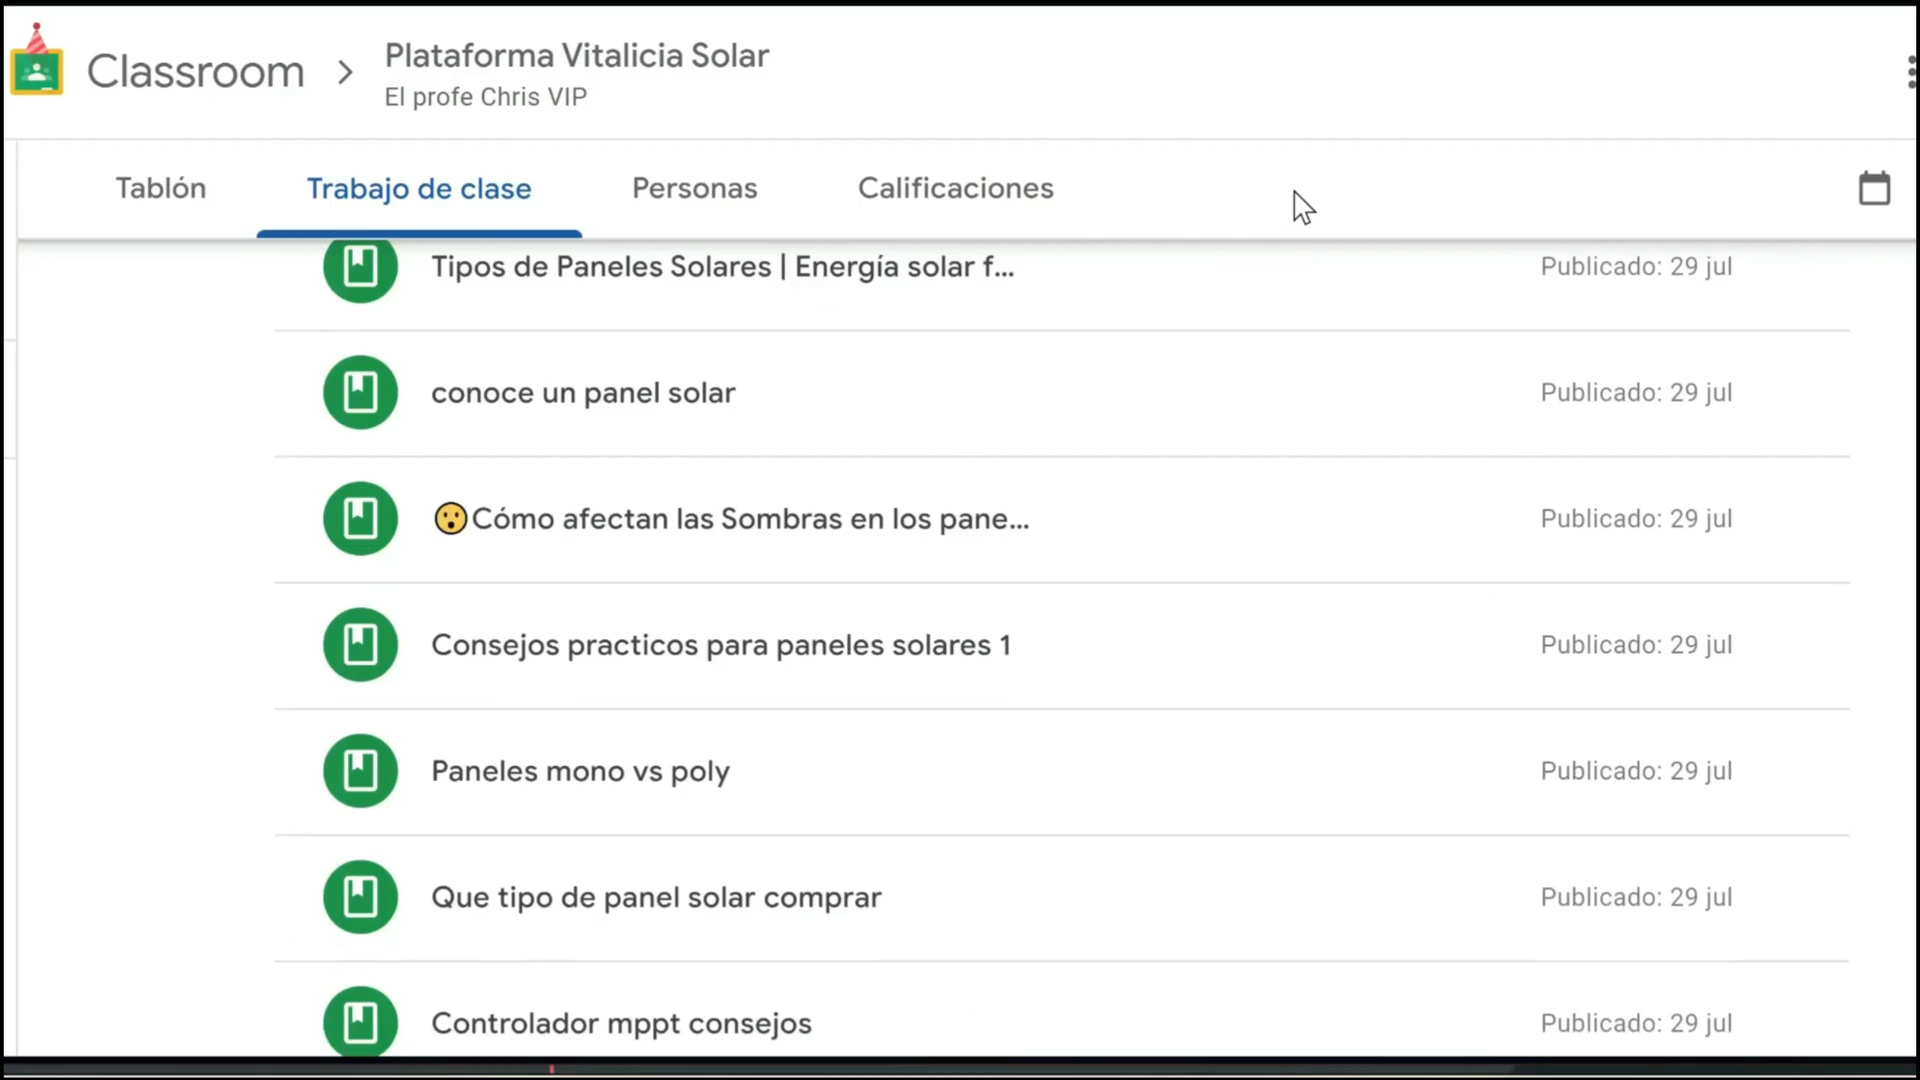 Classroom
Plataforma Vitalicia Solar
El profe Chris VIP
Tablón
Trabajo de clase
Personas
Calificaciones
Tipos de Paneles Solares | Energía solar f...
Publicado: 29 jul
conoce un panel solar
Publicado: 29 jul
😯Cómo afectan las Sombras en los pane...
Publicado: 29 jul
Consejos practicos para paneles solares 1
Publicado: 29 jul
Paneles mono vs poly
Publicado: 29 jul
Que tipo de panel solar comprar
Publicado: 29 jul
Controlador mppt consejos
Publicado: 29 jul